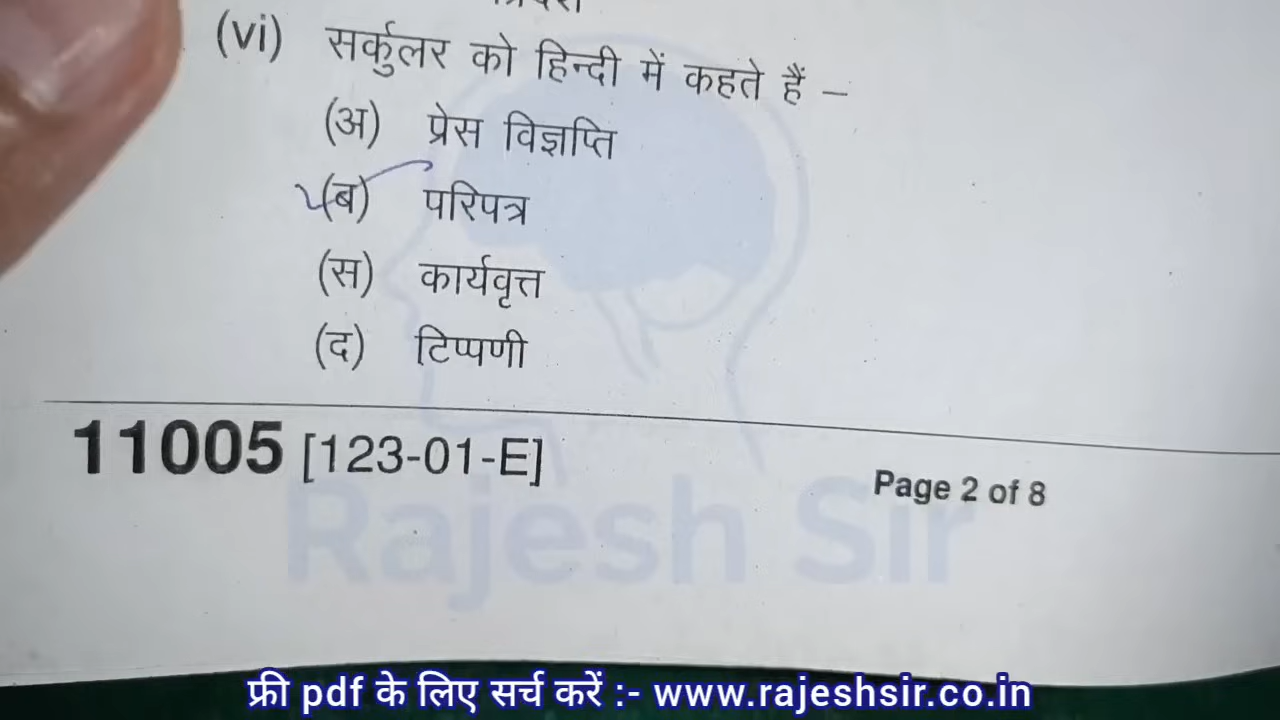 (vi) सर्कुलर को हिन्दी में कहते हैं –
(अ) प्रेस विज्ञप्ति
(ब) परिपत्र
(स) कार्यवृत्त
(द) टिप्पणी
11005 [123-01-E]
Page 2 of 8
Rajesh Sir
फ्री pdf के लिए सर्च करें :- www.rajeshsir.co.in